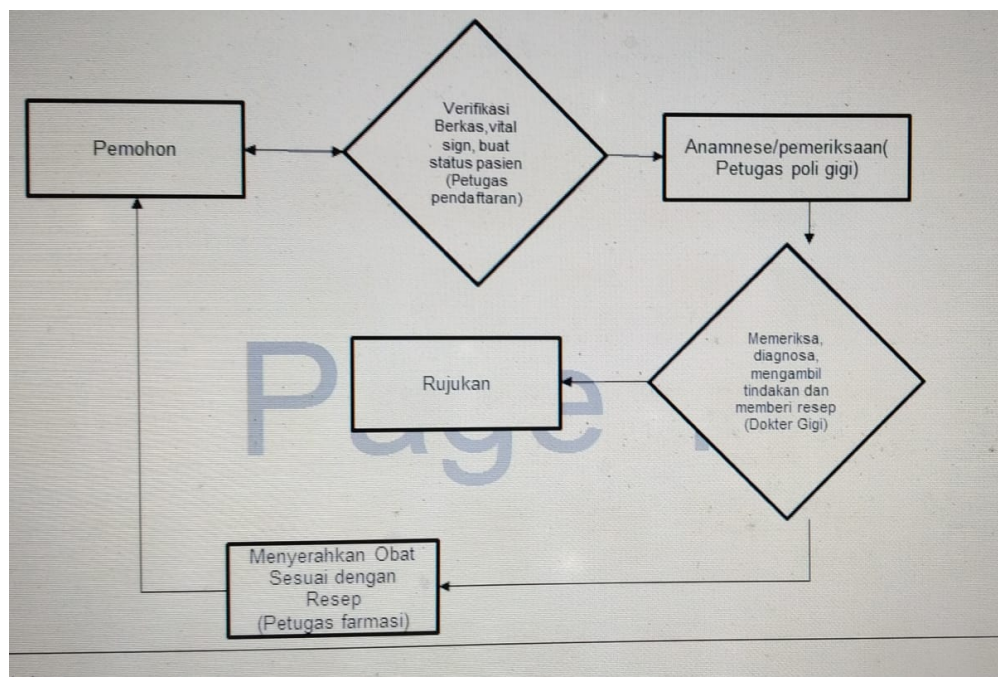 Pemohon
Verifikasi
Berkas,vital
sign, buat
status pasien
(Petugas
pendaftaran)
Anamnese/pemeriksaan(
Petugas poli gigi)
Memeriksa,
diagnosa,
mengambil
tindakan dan
memberi resep
(Dokter Gigi)
Rujukan
Page
Menyerahkan Obat
Sesuai dengan
Resep
(Petugas farmasi)